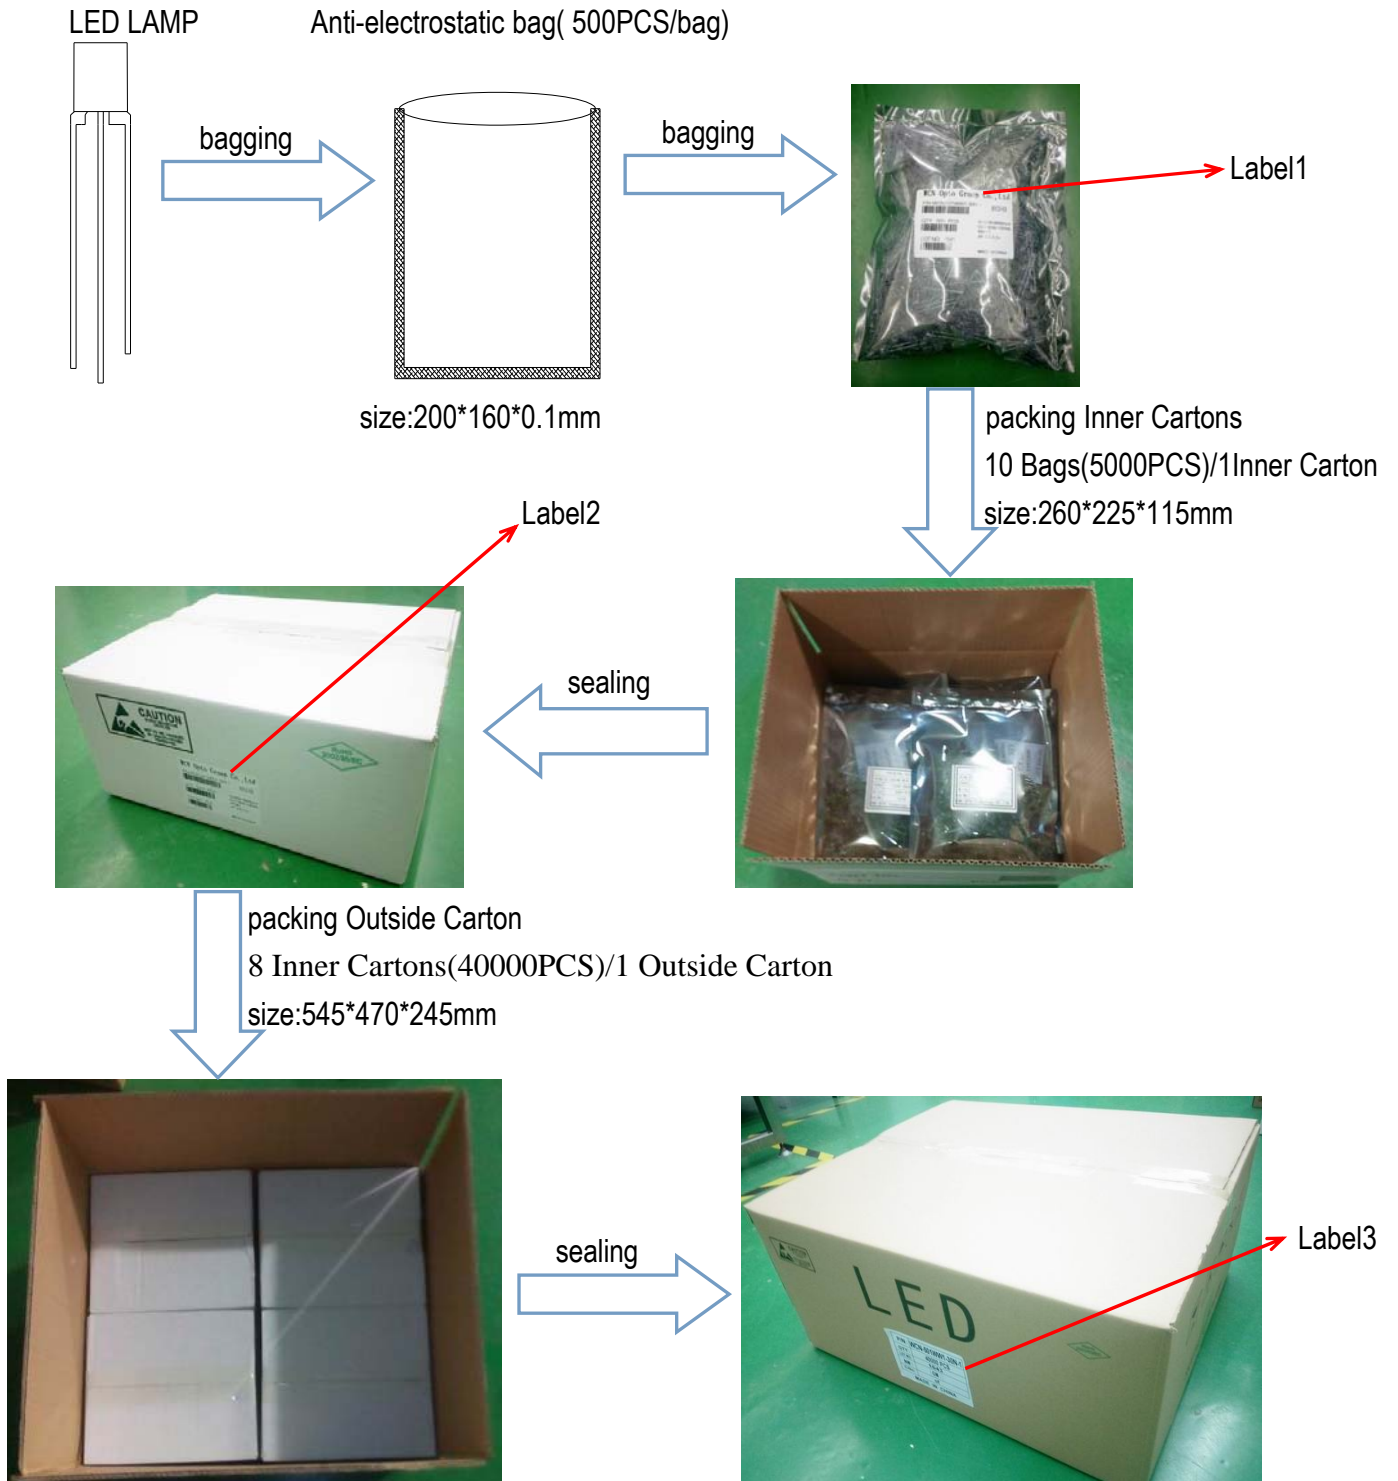 LED LAMP
Anti-electrostatic bag( 500PCS/bag)
bagging
bagging
Label1
size:200*160*0.1mm
packing Inner Cartons
10 Bags(5000PCS)/1Inner Carton
size:260*225*115mm
Label2
sealing
CAUTION
packing Outside Carton
8 Inner Cartons(40000PCS)/1 Outside Carton
size:545*470*245mm
sealing
Label3
LED